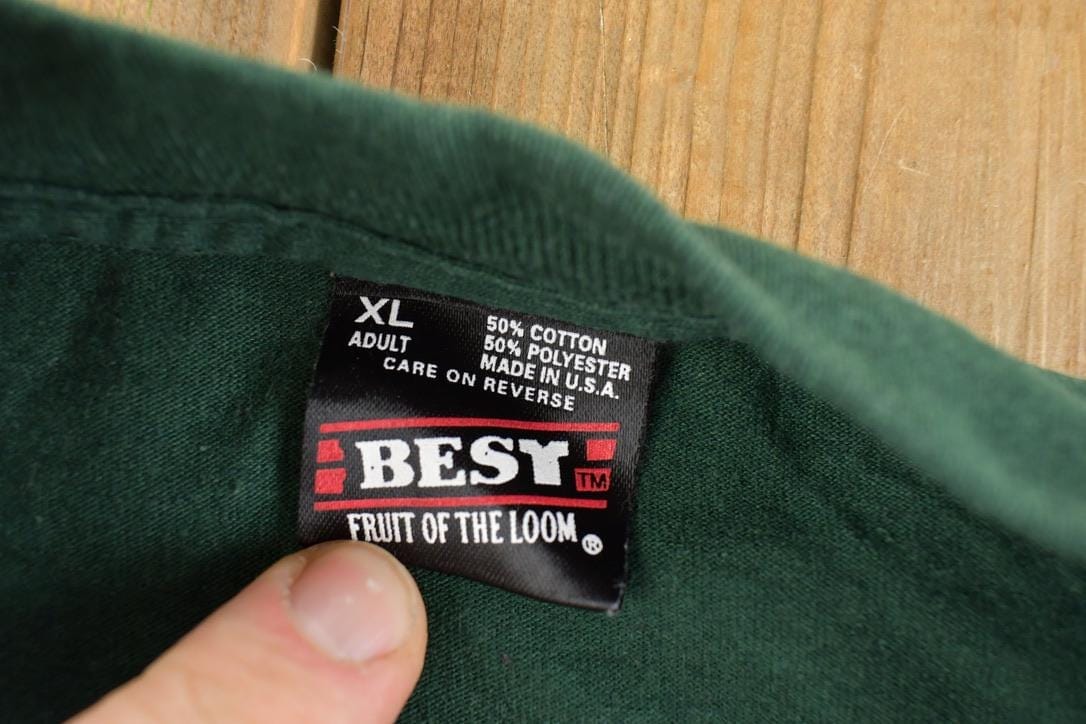 XL
ADULT
50% COTTON
50% POLYESTER
MADE IN U.S.A.
CARE ON REVERSE
BEST
TM
FRUIT OF THE LOOM®